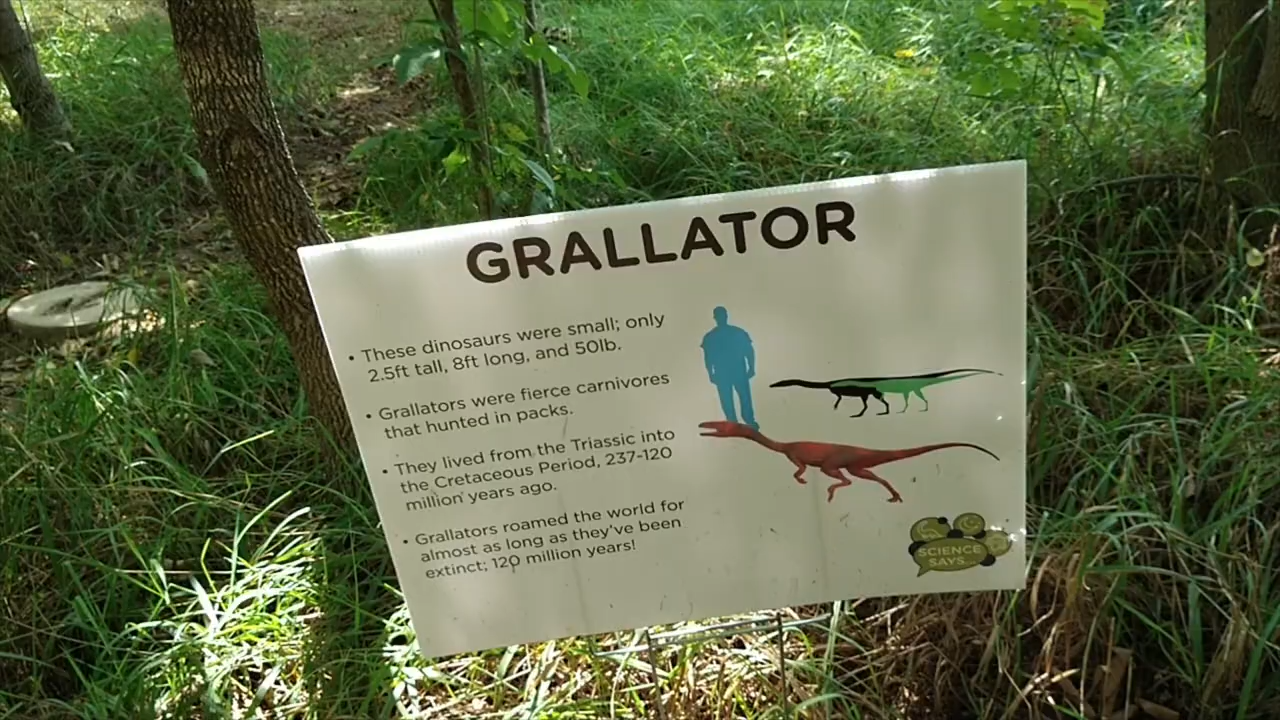 GRALLATOR
• These dinosaurs were small; only
2.5ft tall, 8ft long, and 50lb.
• Grallators were fierce carnivores
that hunted in packs.
• They lived from the Triassic into
the Cretaceous Period, 237-120
million years ago.
• Grallators roamed the world for
almost as long as they've been
extinct; 120 million years!
SCIENCE
SAYS